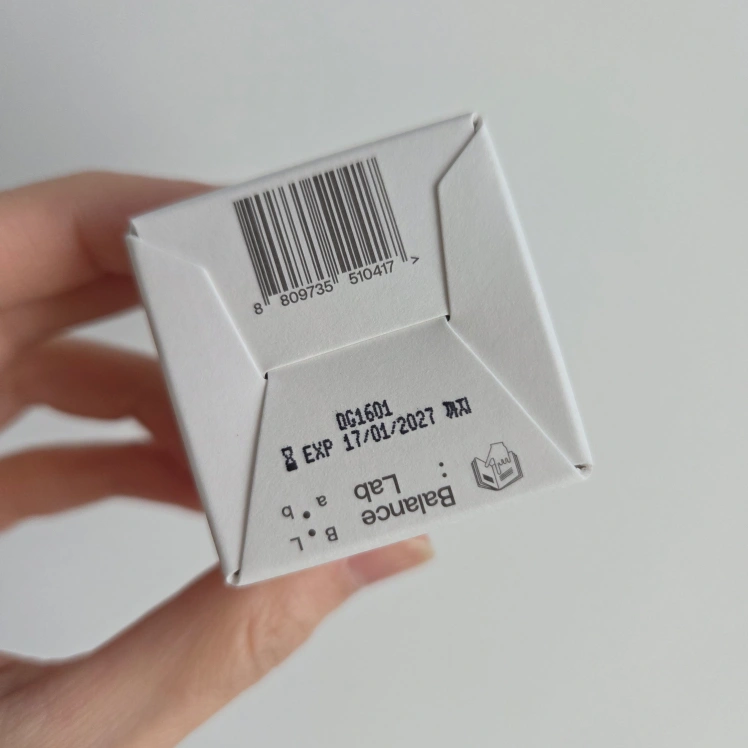 8 809735 510417 >
DG1601
EXP 17/01/2027 까지
Balance
Lab
:
B • L
a • b